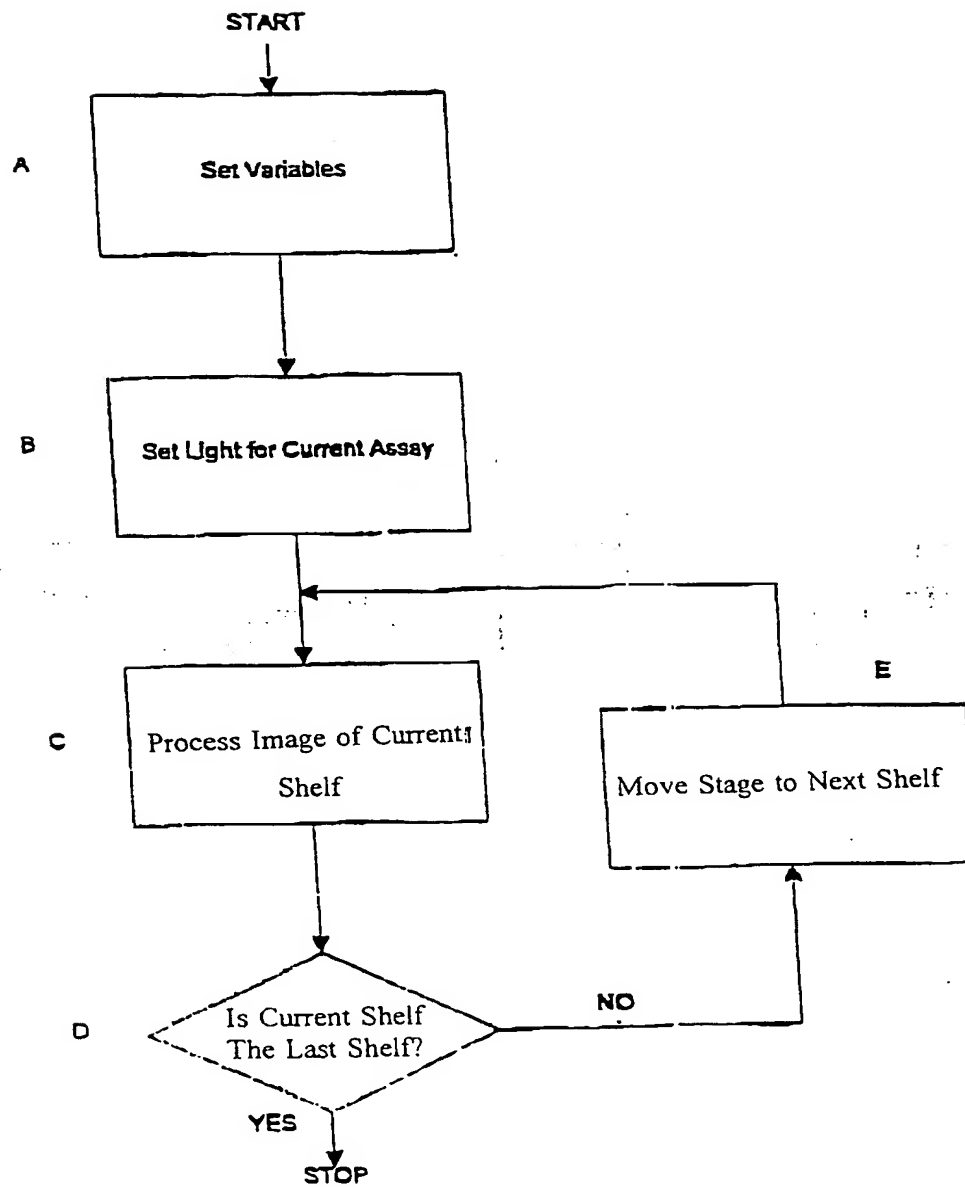 START
A
Set Variables
B
Set Light for Current Assay
E
C
Process Image of Current
Shelf
Move Stage to Next Shelf
D
Is Current Shelf
The Last Shelf?
NO
YES
STOP